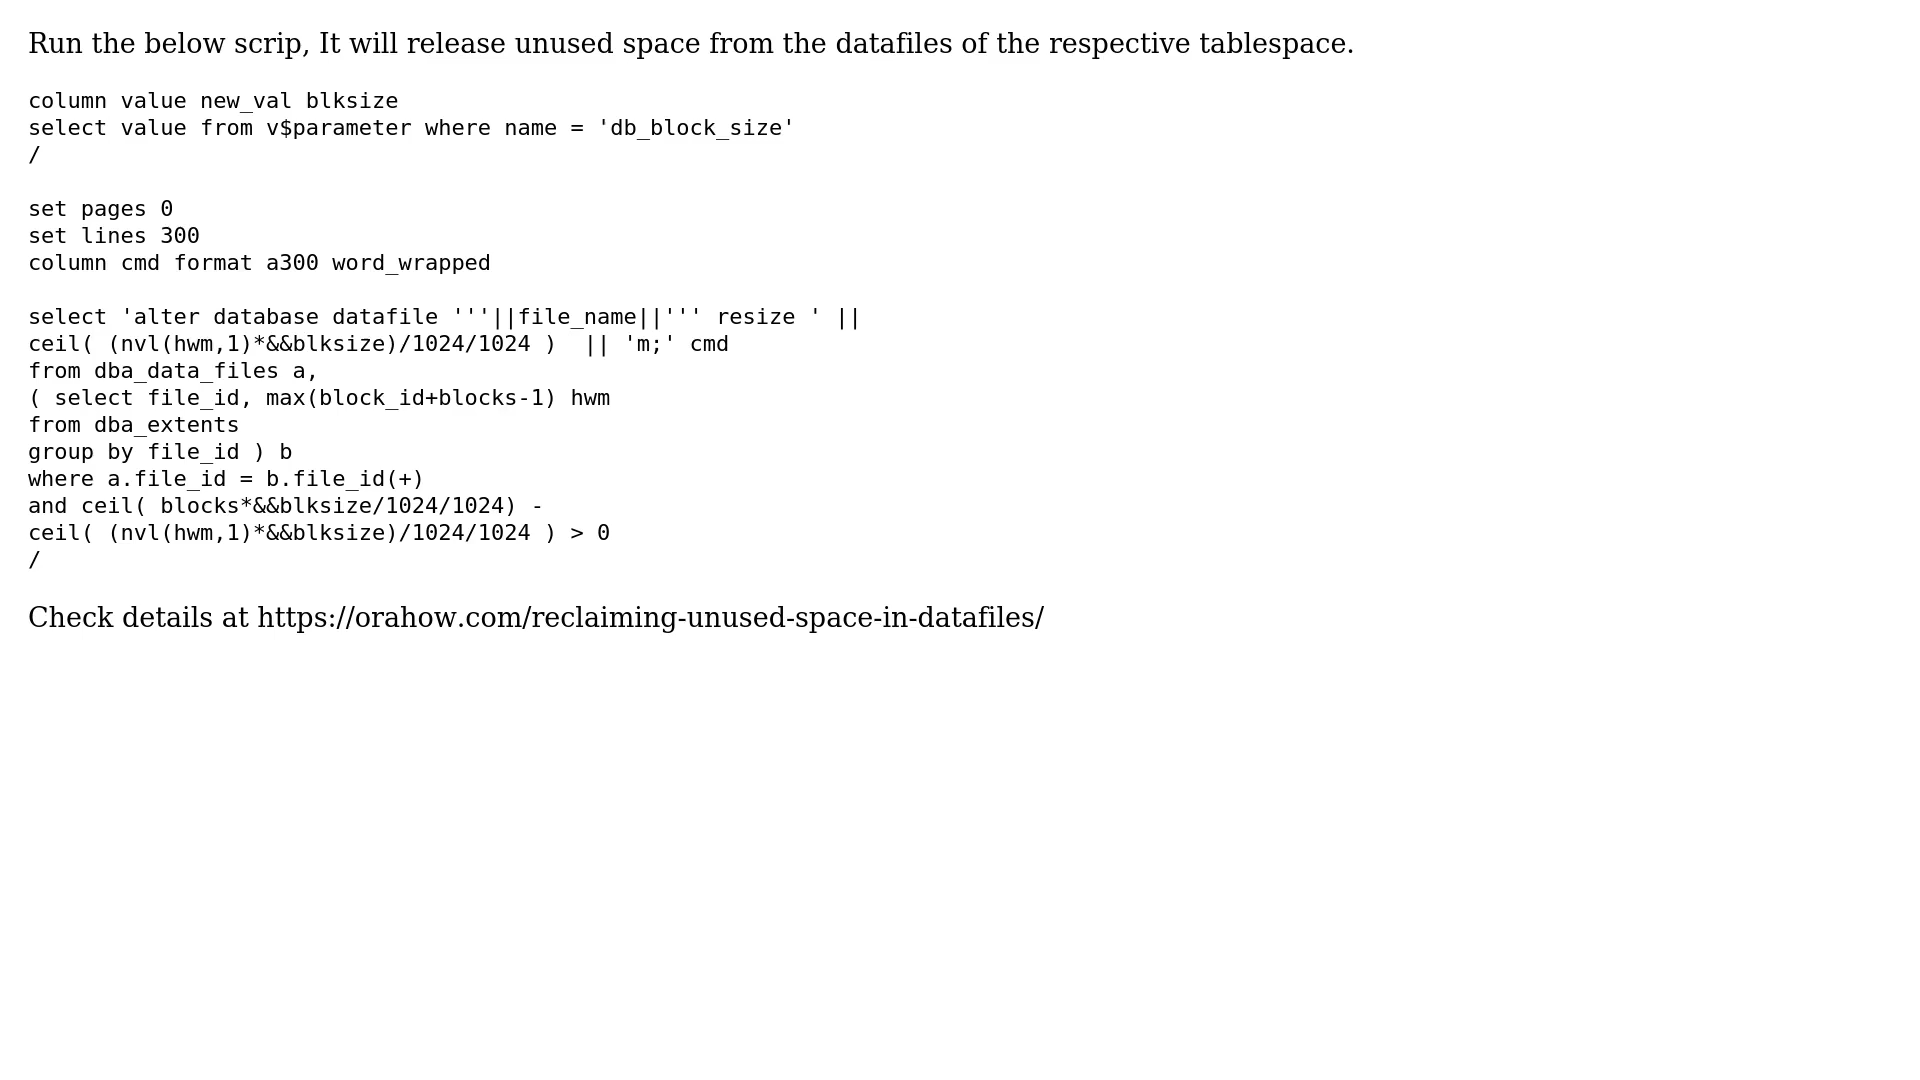 Run the below scrip, It will release unused space from the datafiles of the respective tablespace.
column value new_val blksize
select value from v$parameter where name = 'db_block_size'
/
set pages 0
set lines 300
column cmd format a300 word_wrapped
select 'alter database datafile '''||file_name||''' resize ' ||
ceil( (nvl(hwm,1)*&&blksize)/1024/1024 )  || 'm;' cmd
from dba_data_files a,
( select file_id, max(block_id+blocks-1) hwm
from dba_extents
group by file_id ) b
where a.file_id = b.file_id(+)
and ceil( blocks*&&blksize/1024/1024) -
ceil( (nvl(hwm,1)*&&blksize)/1024/1024 ) > 0
/
Check details at https://orahow.com/reclaiming-unused-space-in-datafiles/